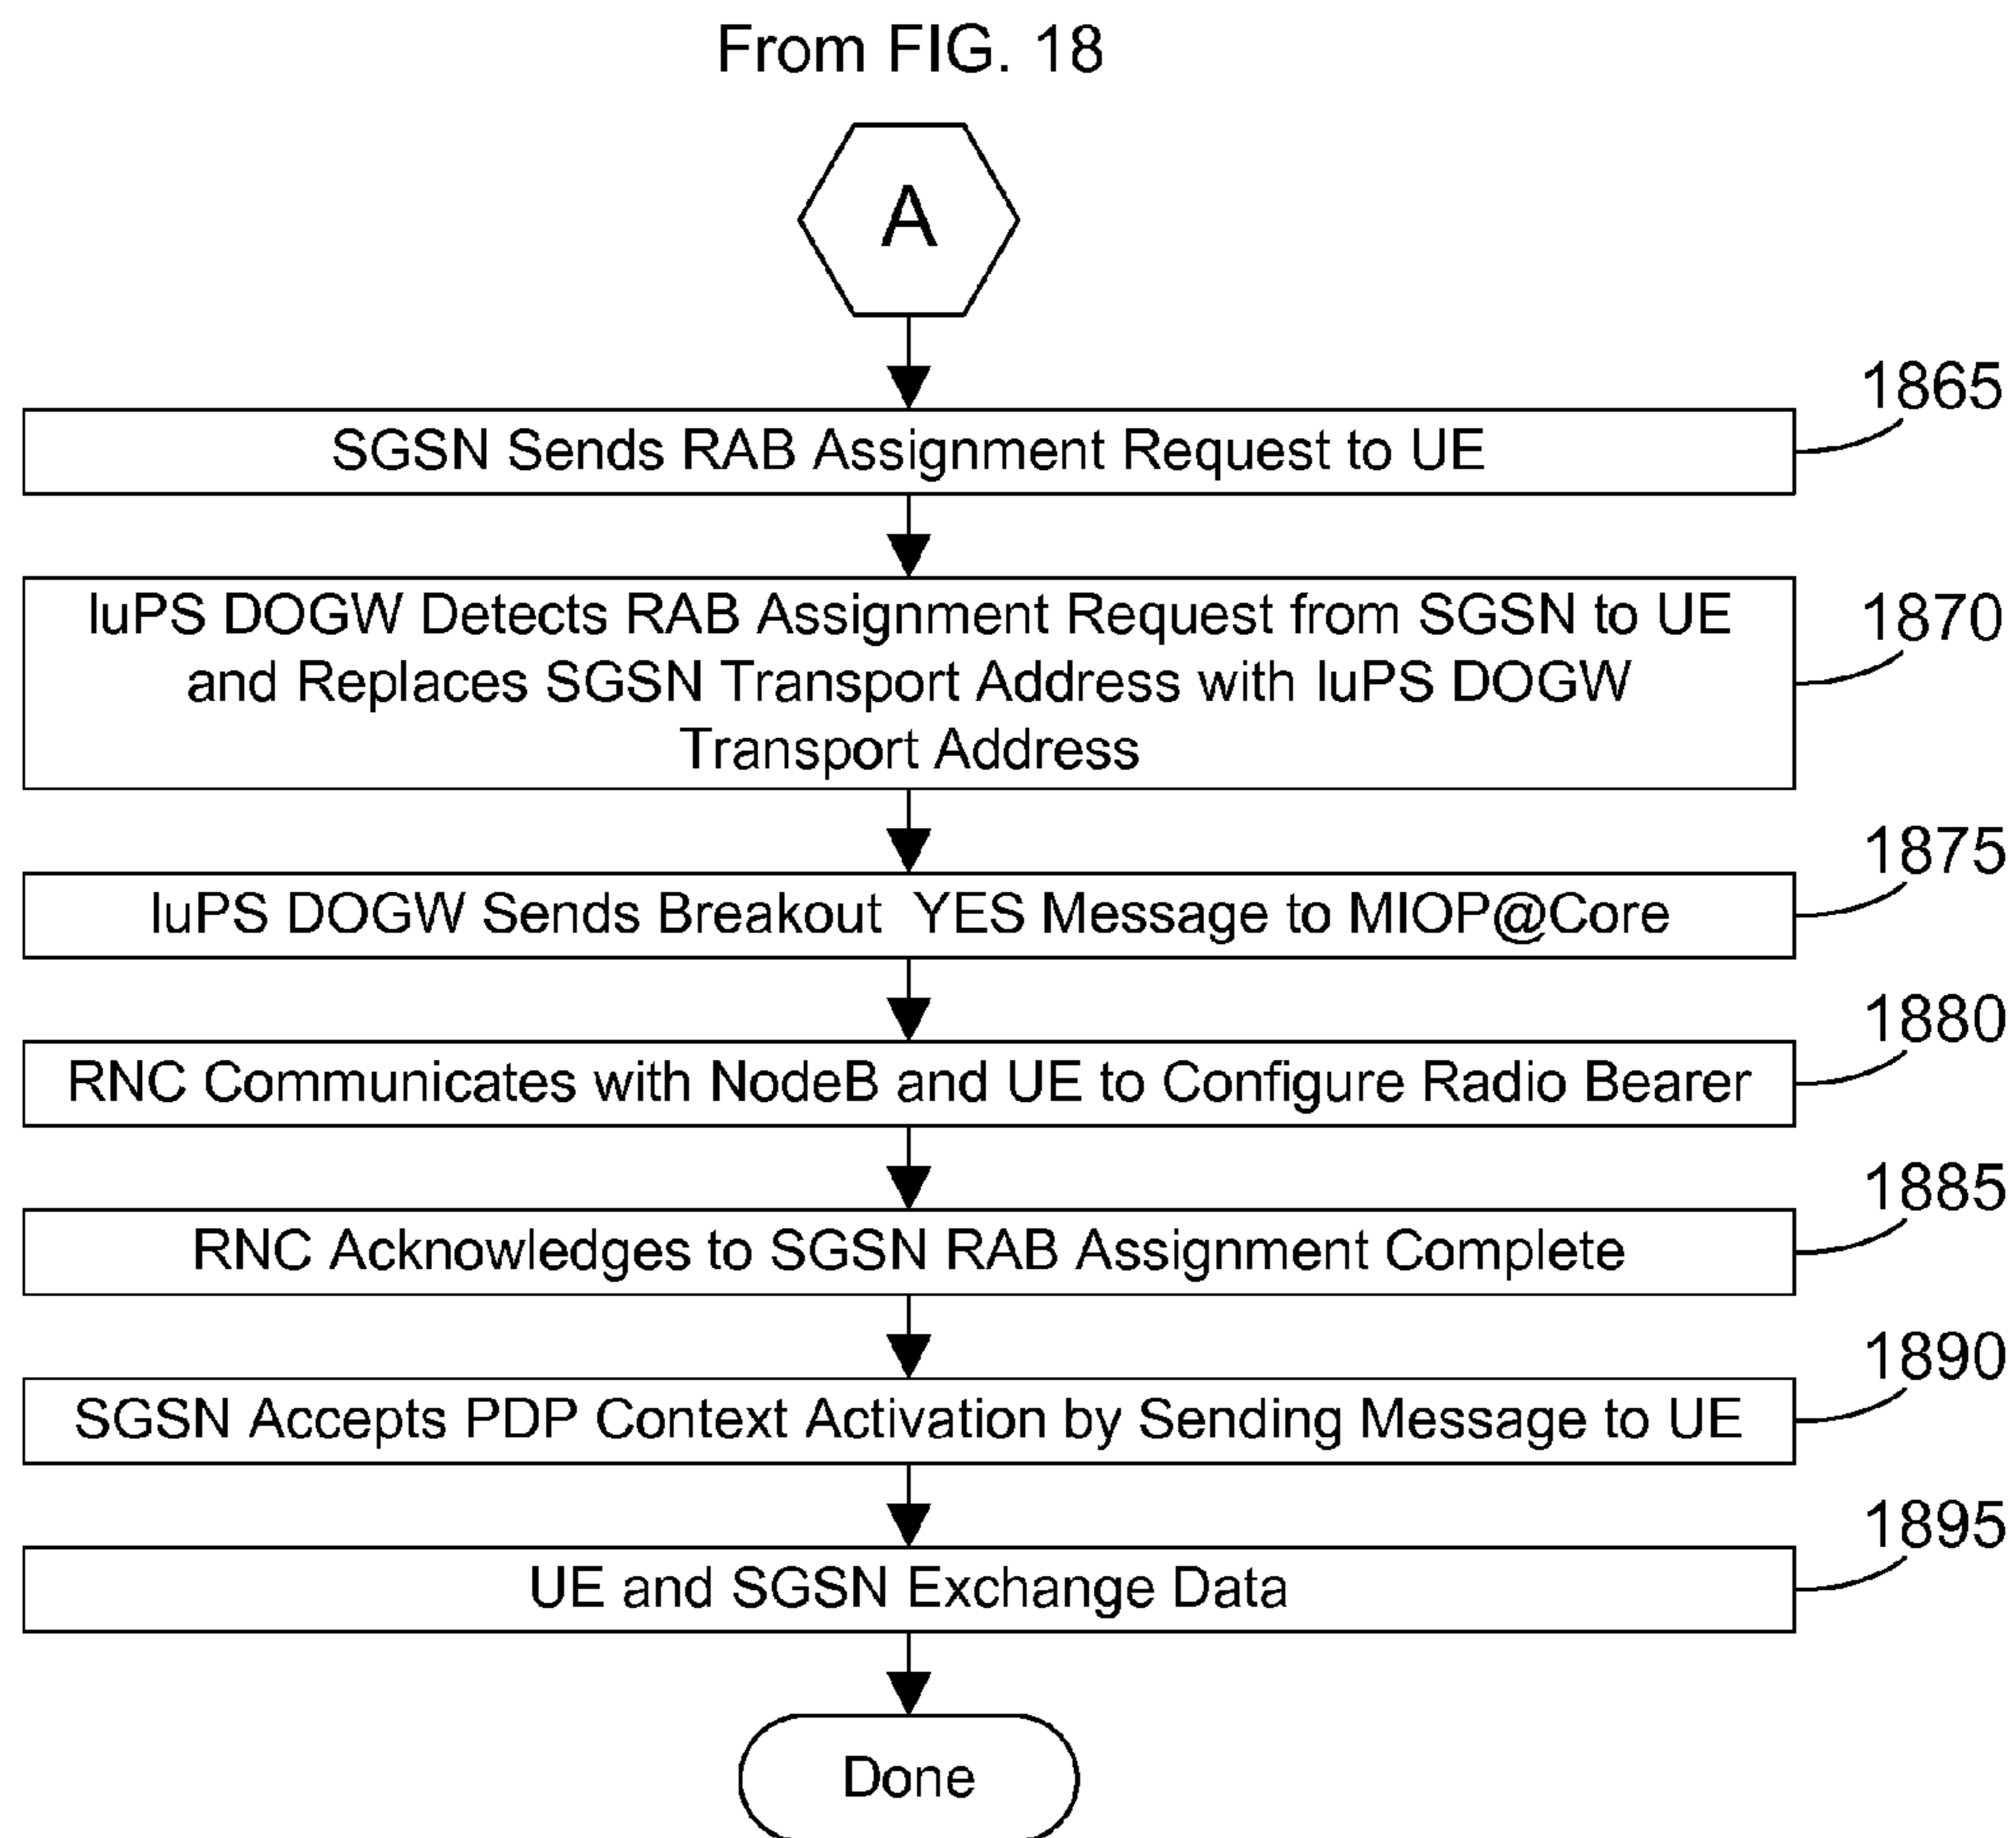 From FIG. 18
A
1865
SGSN Sends RAB Assignment Request to UE
1870
IuPS DOGW Detects RAB Assignment Request from SGSN to UE
and Replaces SGSN Transport Address with IuPS DOGW
Transport Address
1875
IuPS DOGW Sends Breakout YES Message to MIOP@Core
1880
RNC Communicates with NodeB and UE to Configure Radio Bearer
1885
RNC Acknowledges to SGSN RAB Assignment Complete
1890
SGSN Accepts PDP Context Activation by Sending Message to UE
1895
UE and SGSN Exchange Data
Done